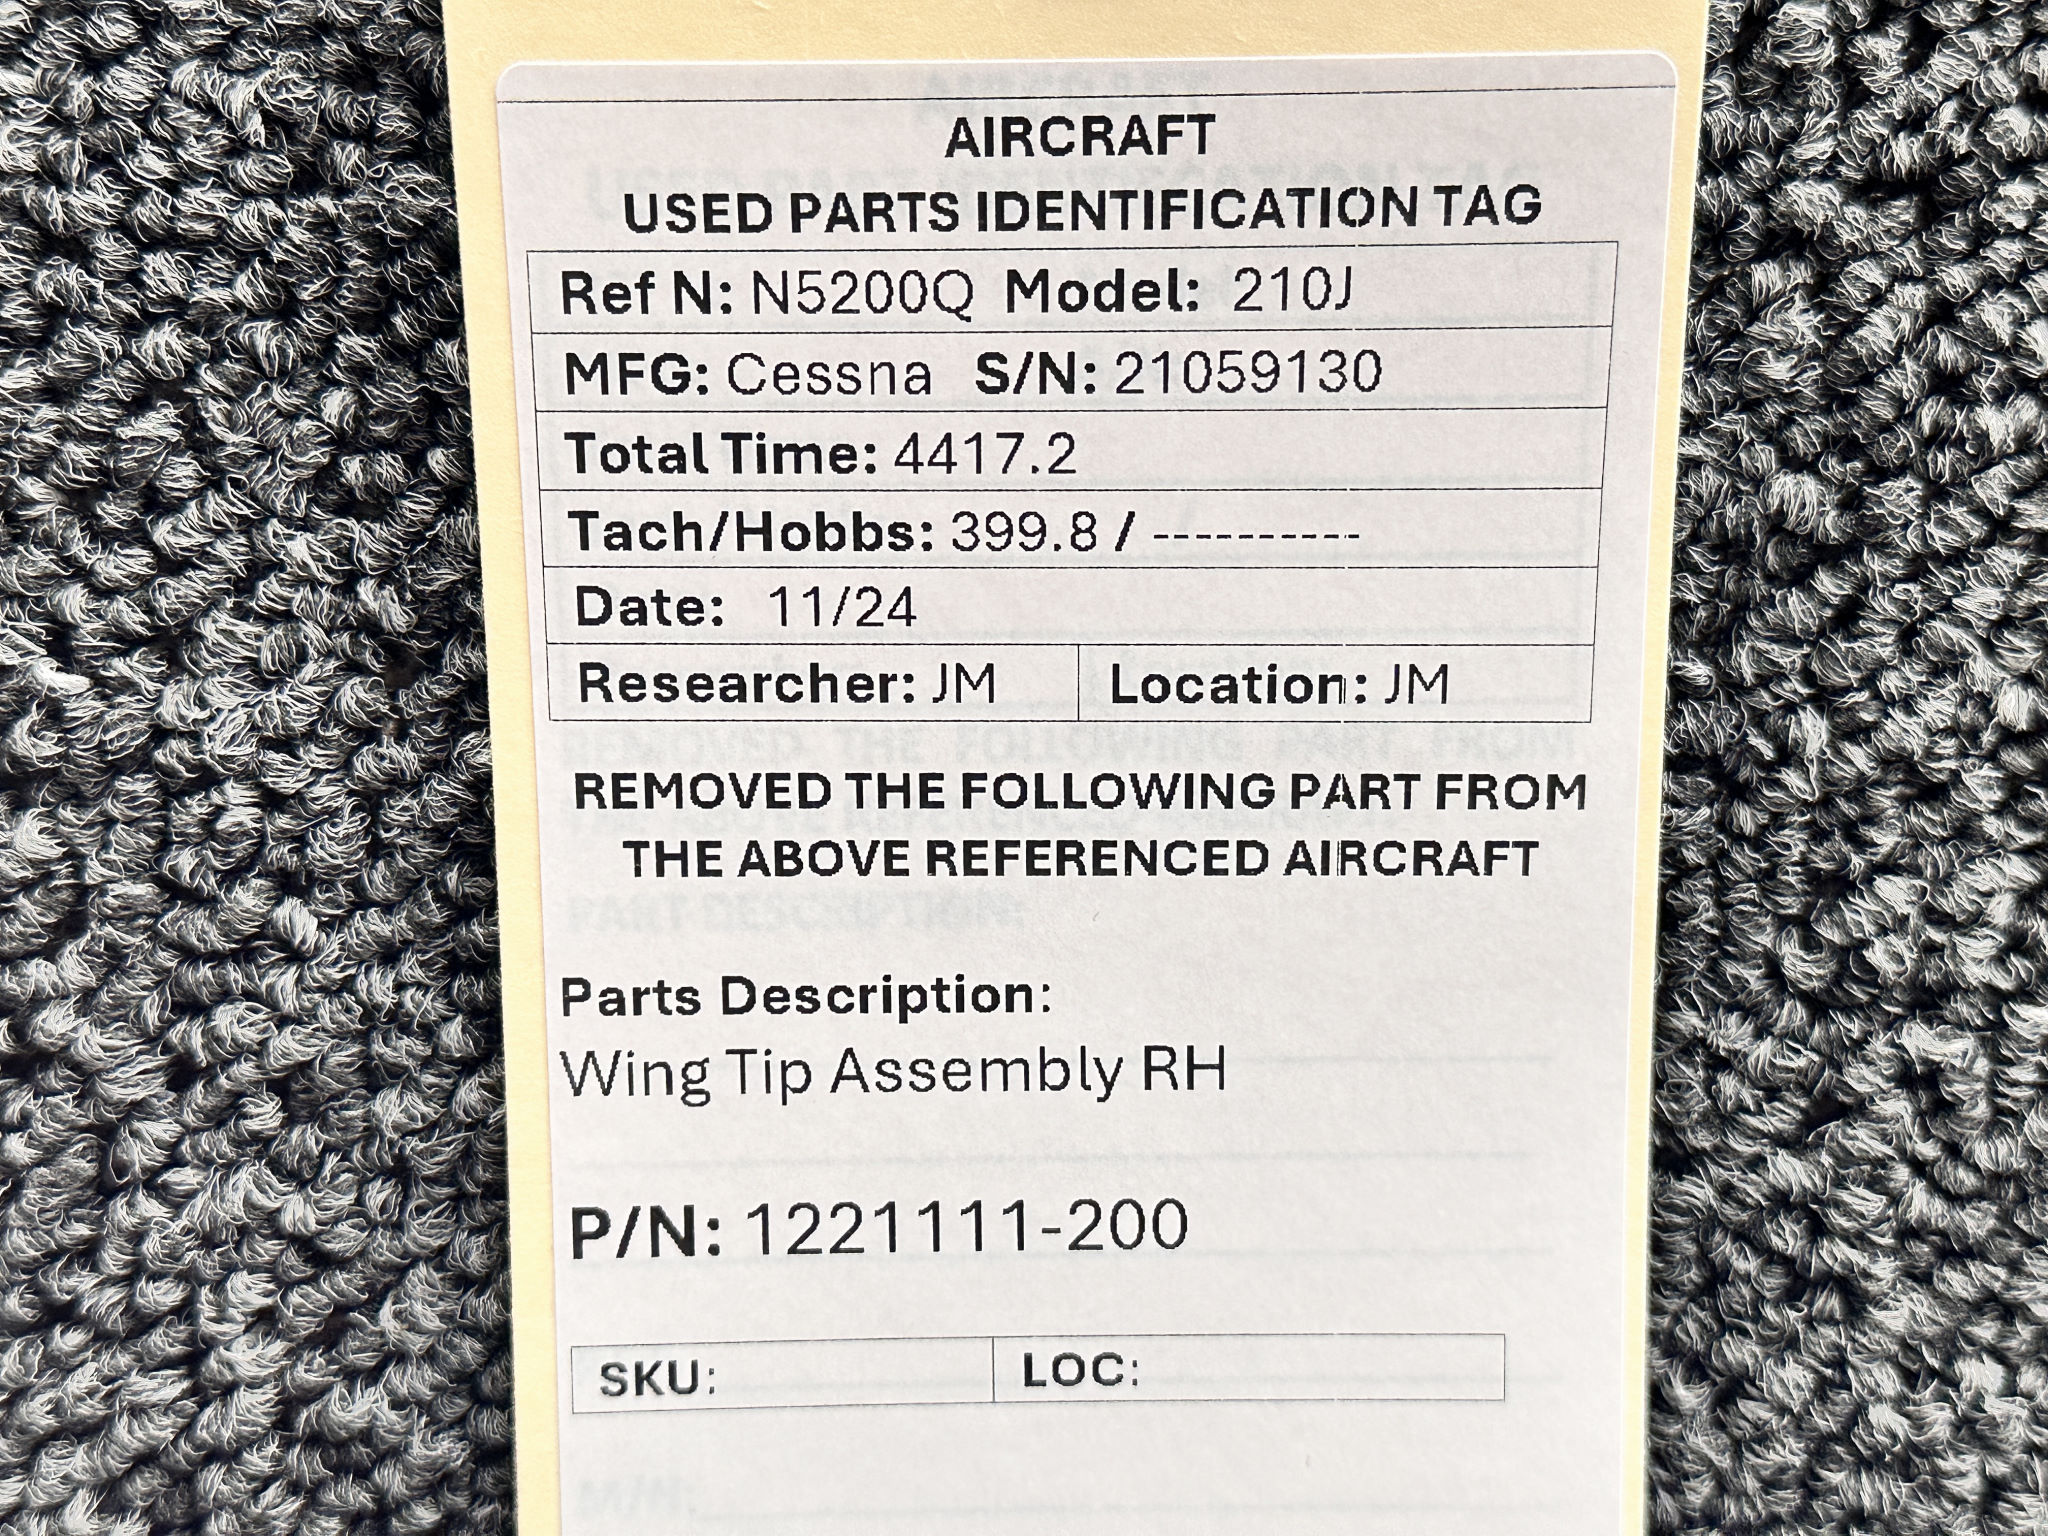 AIRCRAFT
USED PARTS IDENTIFICATION TAG
Ref N: N5200Q Model: 210J
MFG: Cessna S/N: 21059130
Total Time: 4417.2
Tach/Hobbs: 399.8 / ----------
Date: 11/24
Researcher: JM Location: JM
REMOVED THE FOLLOWING PART FROM
THE ABOVE REFERENCED AIRCRAFT
Parts Description:
Wing Tip Assembly RH
P/N: 1221111-200
SKU: LOC: